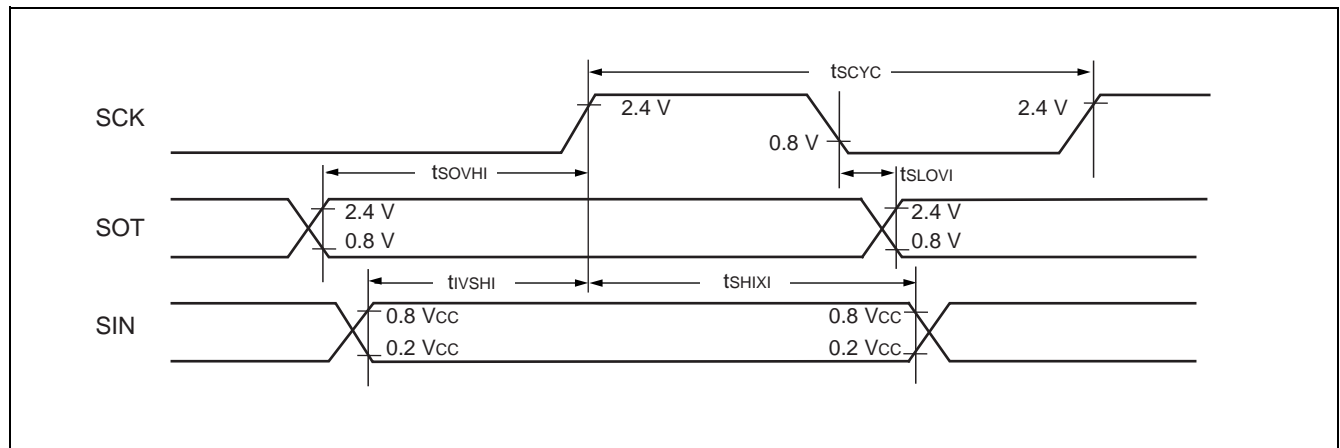 tSCYC
SCK
2.4 V
0.8 V
2.4 V
tSOVHI
tSLOVI
SOT
2.4 V
0.8 V
2.4 V
0.8 V
tIVSHI
tSHIXI
SIN
0.8 VCC
0.2 VCC
0.8 VCC
0.2 VCC